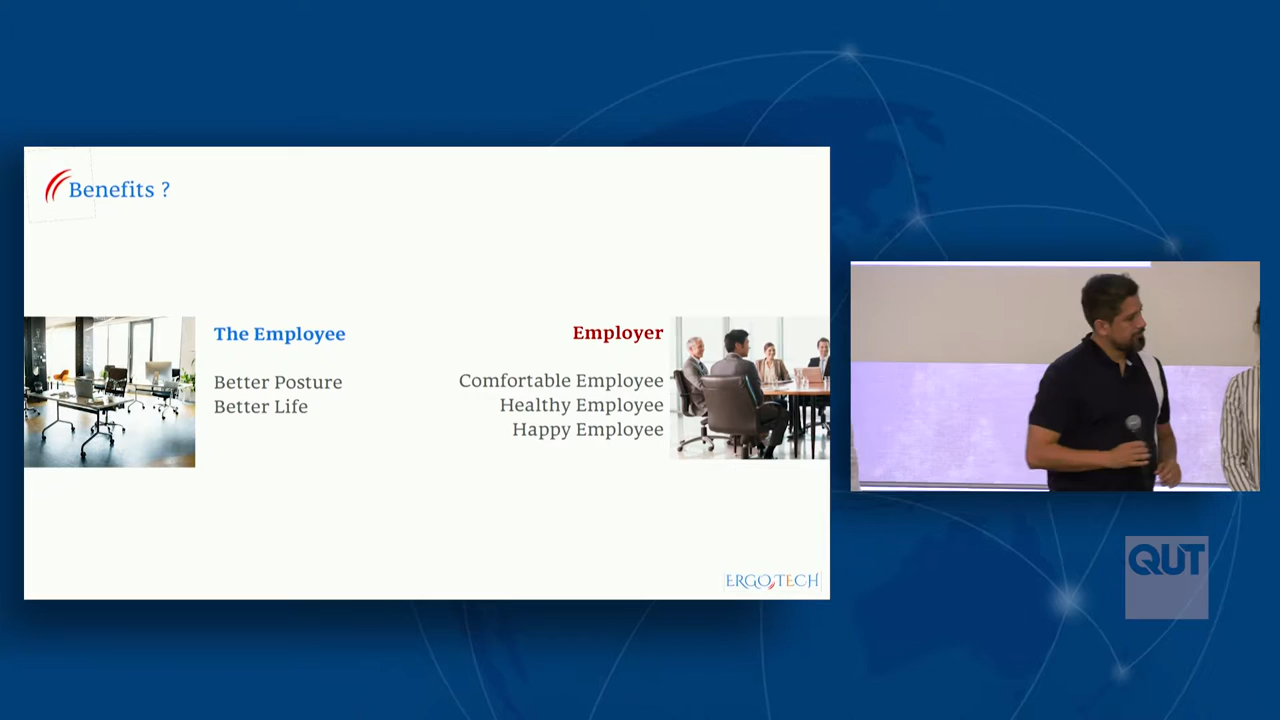 Benefits ?
The Employee
Better Posture
Better Life
Employer
Comfortable Employee
Healthy Employee
Happy Employee
ERGOTECH
QUT